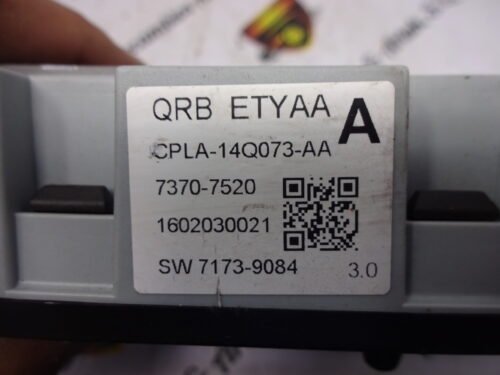 QRB ETYAA
A
CPLA-14Q073-AA
7370-7520
1602030021
SW 7173-9084
3.0